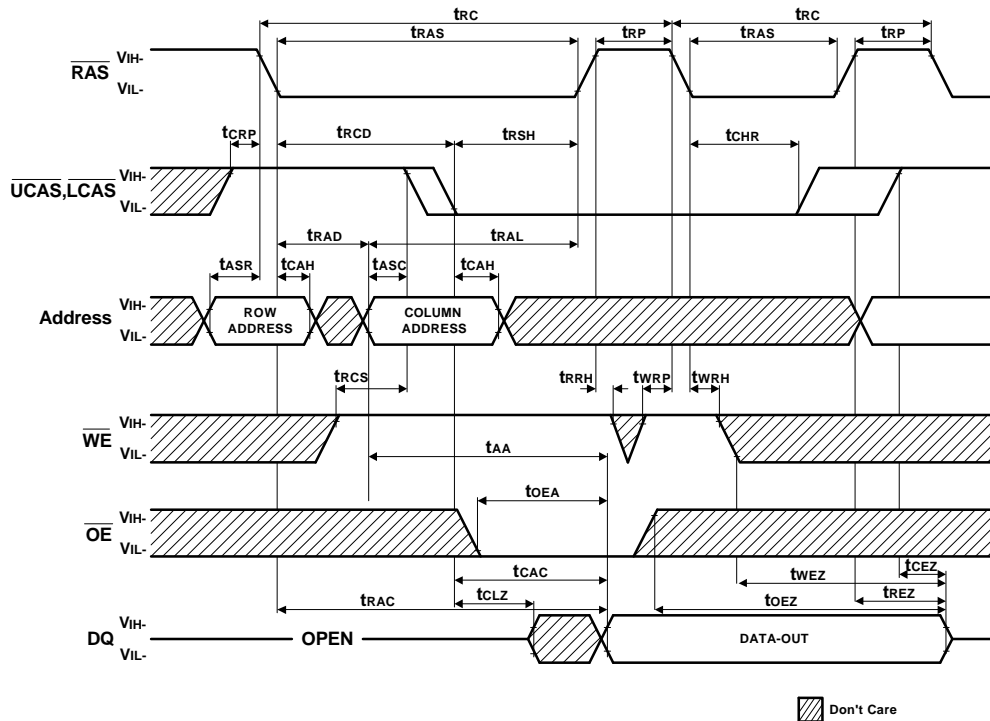 tRC tRC
tRAS tRP tRAS tRP
RAS VIH-
VIL-
tCRP tRCD tRSH tCHR
UCAS,LCAS VIH-
VIL-
tRAD tRAL
tASR tCAH tASC tCAH
Address VIH-
VIL-
ROW
ADDRESS
COLUMN
ADDRESS
tRCS tRRH tWRP tWRH
WE VIH-
VIL-
tAA
tOEA
OE VIH-
VIL-
tCAC tCEZ
tWEZ
tCLZ tREZ
tRAC tOEZ
DQ VIH-
VIL-
OPEN DATA-OUT
Don't Care